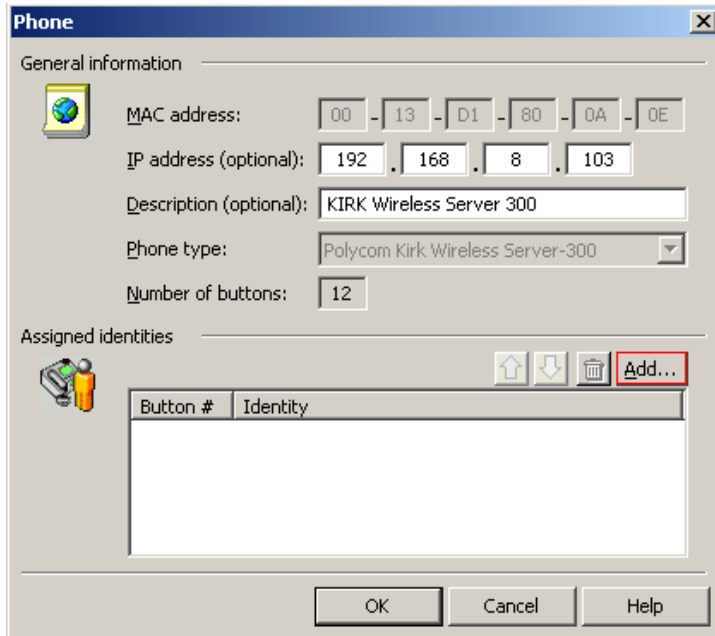 Phone
General information
MAC address: 00 - 13 - D1 - 80 - 0A - 0E
IP address (optional): 192 . 168 . 8 . 103
Description (optional): KIRK Wireless Server 300
Phone type: Polycom Kirk Wireless Server-300
Number of buttons: 12
Assigned identities
Add...
Button # Identity
OK Cancel Help